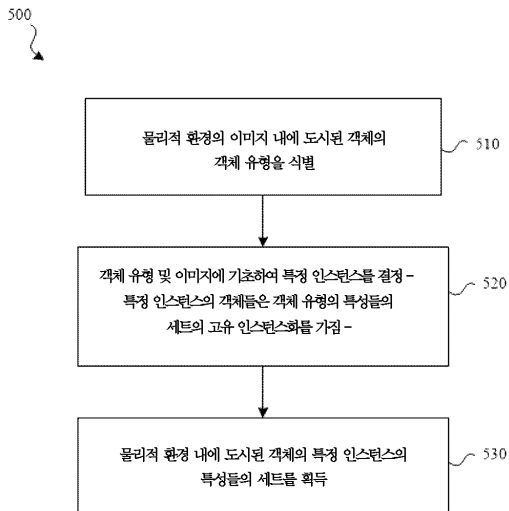 500
물리적 환경의 이미지 내에 도시된 객체의
객체 유형을 식별
510
객체 유형 및 이미지에 기초하여 특정 인스턴스를 결정 –
특정 인스턴스의 객체들은 객체 유형의 특성들의
세트의 고유 인스턴스화를 가짐 –
520
물리적 환경 내에 도시된 객체의 특정 인스턴스의
특성들의 세트를 획득
530